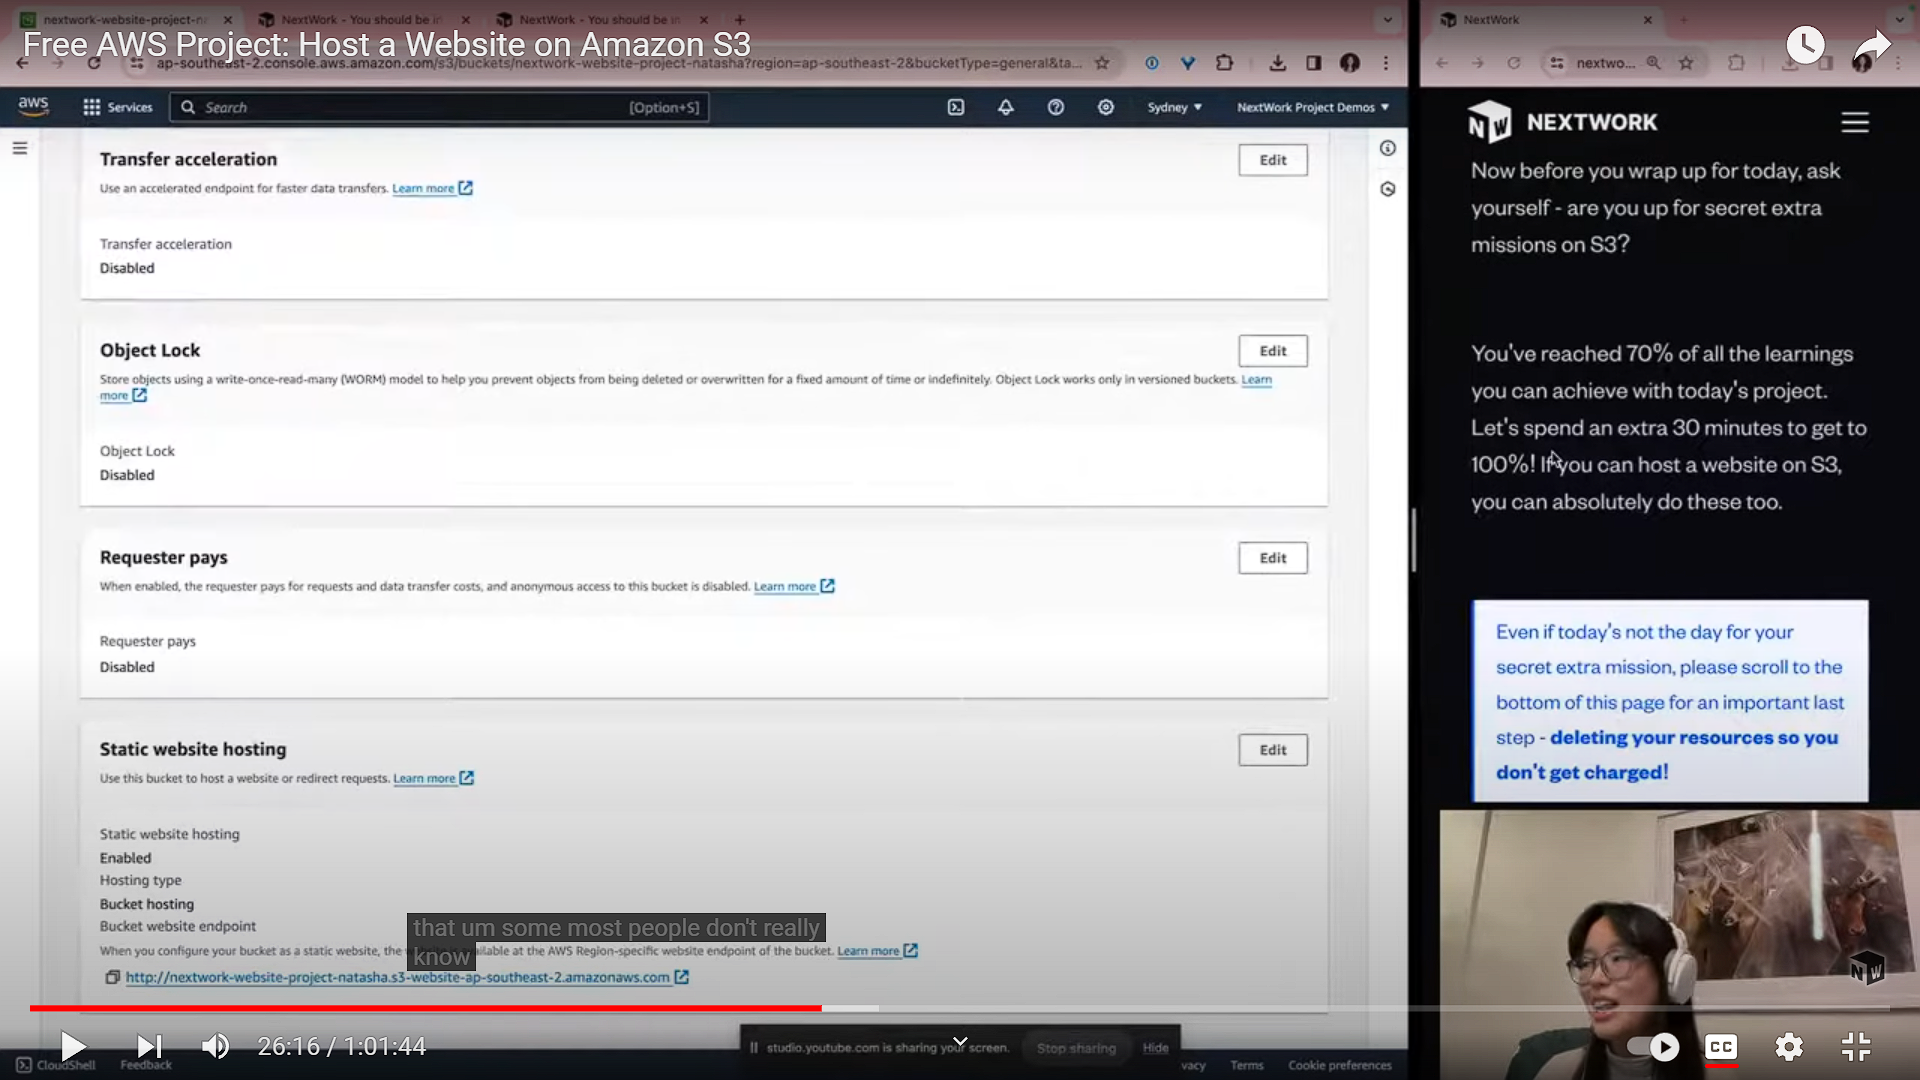 nextwork-website-project-n
NextWork - You should be in
NextWork - You should be in
NextWork
Free AWS Project: Host a Website on Amazon S3
ap-southeast-2.console.aws.amazon.com/s3/buckets/nextwork-website-project-natasha?region=ap-southeast-2&bucketType=general&ta...
nextwo...
aws
Services
Search
[Option+S]
Sydney
NextWork Project Demos
Transfer acceleration
Edit
Use an accelerated endpoint for faster data transfers. Learn more
Transfer acceleration
Disabled
Object Lock
Edit
Store objects using a write-once-read-many (WORM) model to help you prevent objects from being deleted or overwritten for a fixed amount of time or indefinitely. Object Lock works only in versioned buckets. Learn
more
Object Lock
Disabled
Requester pays
Edit
When enabled, the requester pays for requests and data transfer costs, and anonymous access to this bucket is disabled. Learn more
Requester pays
Disabled
Static website hosting
Edit
Use this bucket to host a website or redirect requests. Learn more
Static website hosting
Enabled
Hosting type
Bucket hosting
Bucket website endpoint
When you configure your bucket as a static website, the available at the AWS Region-specific website endpoint of the bucket. Learn more
http://nextwork-website-project-natasha.s3-website-ap-southeast-2.amazonaws.com
that um some most people don't really
know
NEXTWORK
Now before you wrap up for today, ask
yourself - are you up for secret extra
missions on S3?
You've reached 70% of all the learnings
you can achieve with today's project.
Let's spend an extra 30 minutes to get to
100%! If you can host a website on S3,
you can absolutely do these too.
Even if today's not the day for your
secret extra mission, please scroll to the
bottom of this page for an important last
step - deleting your resources so you
don't get charged!
NW
26:16 / 1:01:44
studio.youtube.com is sharing your screen.
Stop sharing
Hide
CC
CloudShell
Feedback
Terms
Cookie preferences